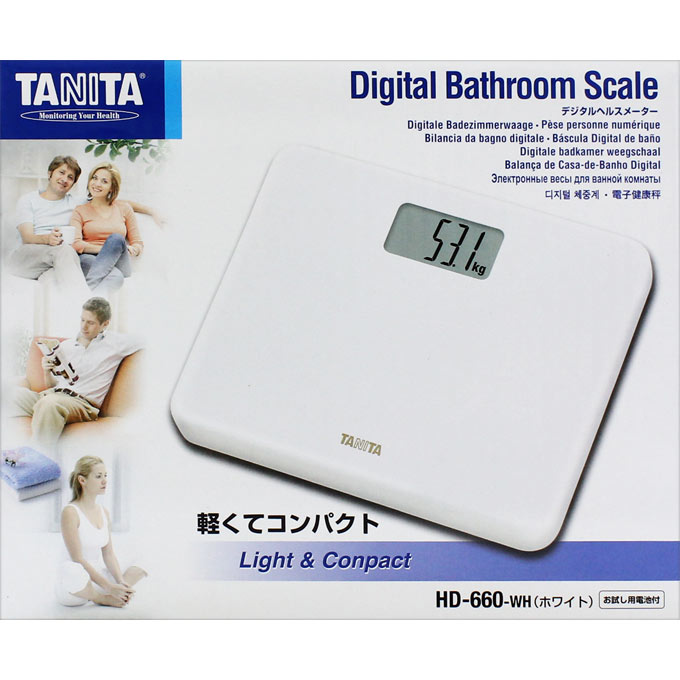 TANITA®
Monitoring Your Health
Digital Bathroom Scale
デジタルヘルスメーター
Digitale Badezimmerwaage・Pèse personne numérique
Bilancia da bagno digitale・Báscula Digital de baño
Digitale badkamer weegschaal
Balança de Casa-de-Banho Digital
Электронные весы для ванной комнаты
디지털 체중계・電子健康秤
53.1kg
TANITA
軽くてコンパクト
Light & Conpact
HD-660-WH(ホワイト) お試し用電池付